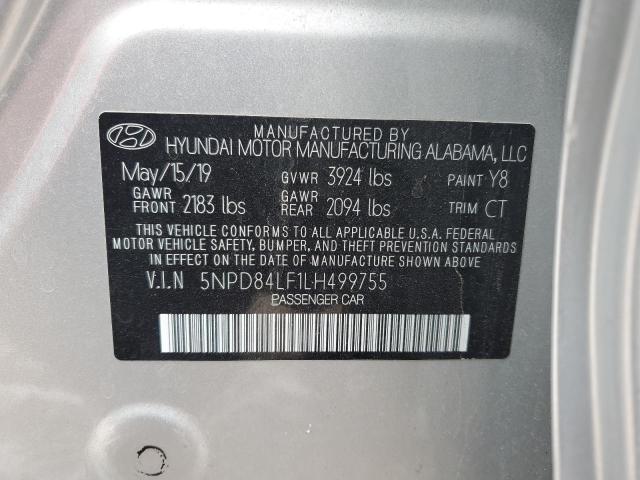 MANUFACTURED BY
HYUNDAI MOTOR MANUFACTURING ALABAMA, LLC
May/15/19 GVWR 3924 lbs PAINT Y8
GAWR FRONT 2183 lbs GAWR REAR 2094 lbs TRIM CT
THIS VEHICLE CONFORMS TO ALL APPLICABLE U.S.A. FEDERAL
MOTOR VEHICLE SAFETY, BUMPER, AND THEFT PREVENTION STANDARDS
IN EFFECT ON THE DATE OF MANUFACTURE SHOWN ABOVE.
V.I.N 5NPD84LF1LH499755
PASSENGER CAR